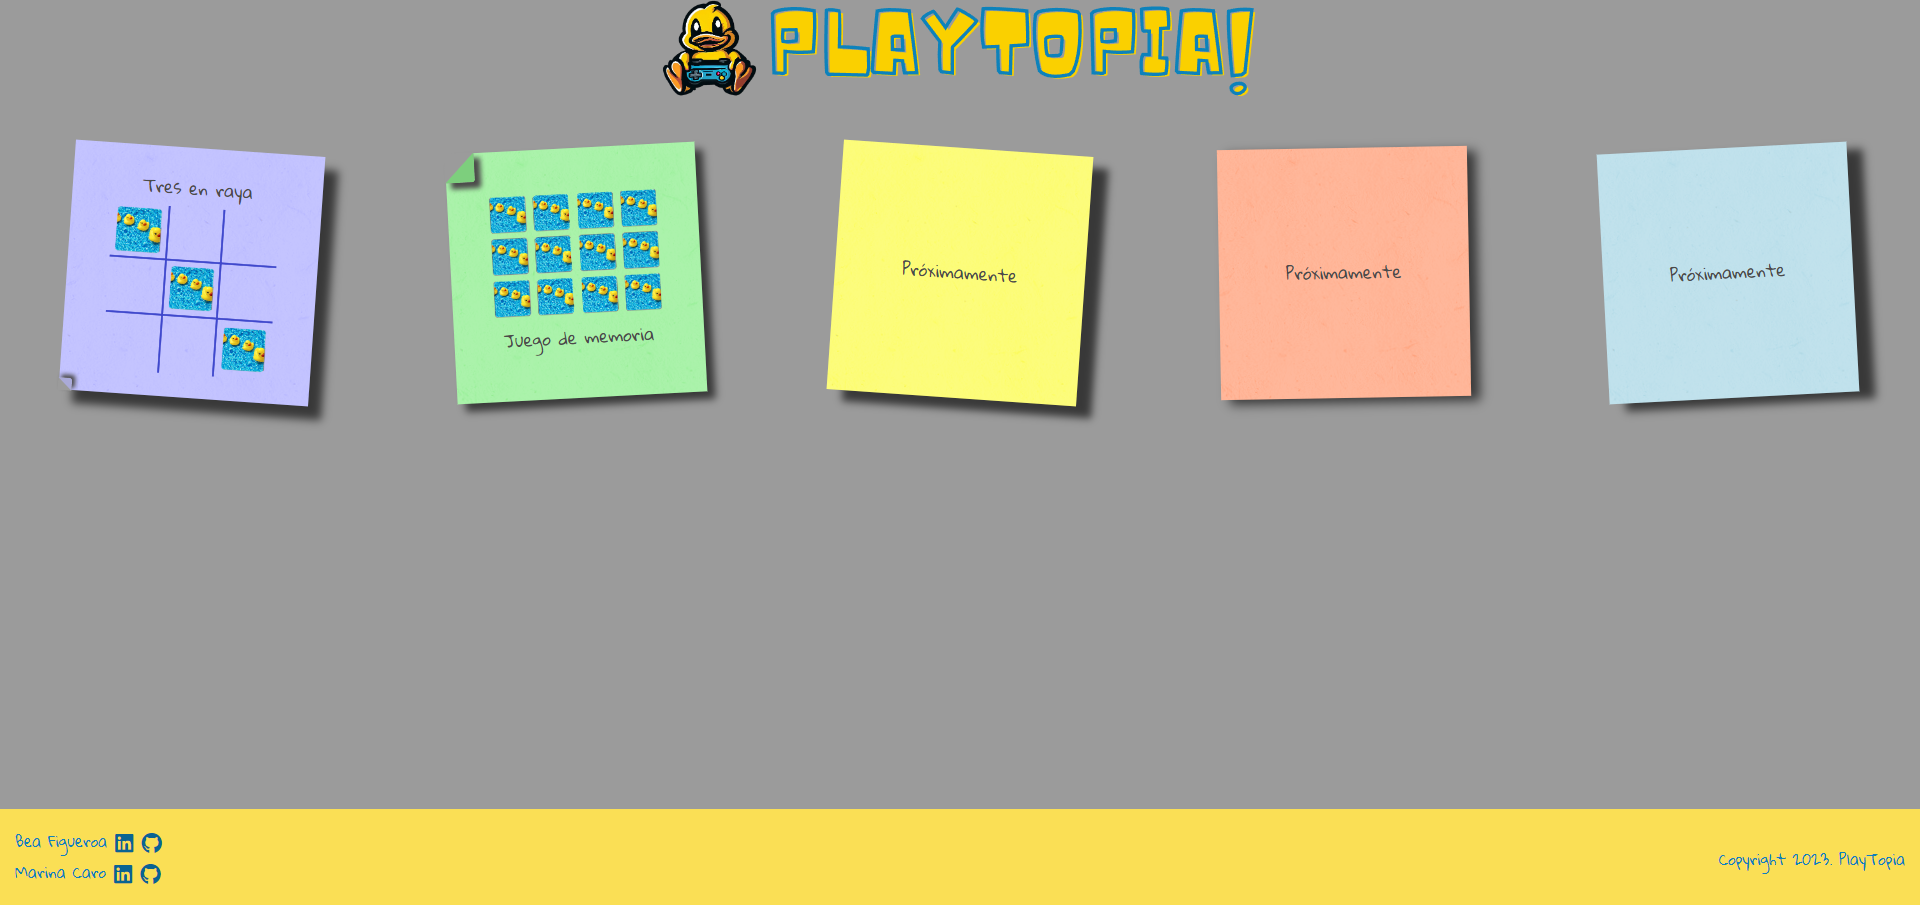 PLAYTOPIA!
Tres en raya
Juego de memoria
Próximamente
Próximamente
Próximamente
Bea Figueroa
Marina Caro
Copyright 2023. PlayTopia